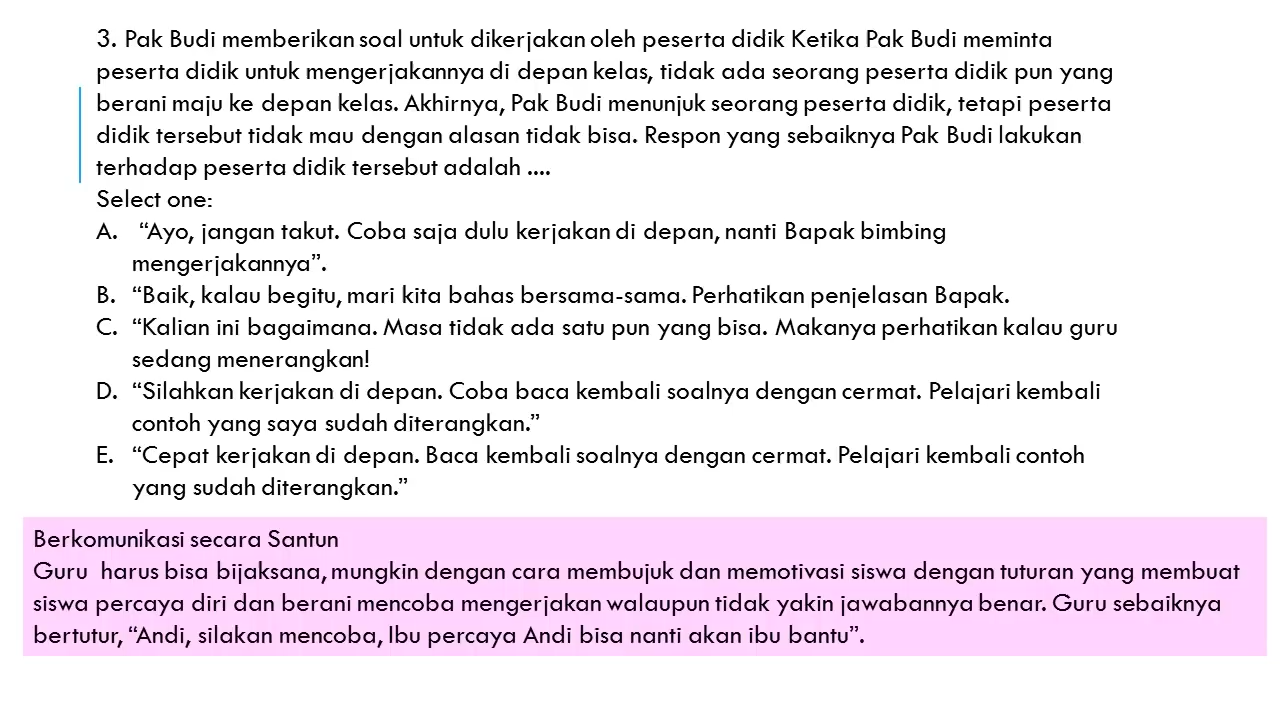 3. Pak Budi memberikan soal untuk dikerjakan oleh peserta didik Ketika Pak Budi meminta
peserta didik untuk mengerjakannya di depan kelas, tidak ada seorang peserta didik pun yang
berani maju ke depan kelas. Akhirnya, Pak Budi menunjuk seorang peserta didik, tetapi peserta
didik tersebut tidak mau dengan alasan tidak bisa. Respon yang sebaiknya Pak Budi lakukan
terhadap peserta didik tersebut adalah ....
Select one:
A. “Ayo, jangan takut. Coba saja dulu kerjakan di depan, nanti Bapak bimbing
mengerjakannya”.
B. “Baik, kalau begitu, mari kita bahas bersama-sama. Perhatikan penjelasan Bapak.
C. “Kalian ini bagaimana. Masa tidak ada satu pun yang bisa. Makanya perhatikan kalau guru
sedang menerangkan!
D. “Silahkan kerjakan di depan. Coba baca kembali soalnya dengan cermat. Pelajari kembali
contoh yang saya sudah diterangkan.”
E. “Cepat kerjakan di depan. Baca kembali soalnya dengan cermat. Pelajari kembali contoh
yang sudah diterangkan.”
Berkomunikasi secara Santun
Guru harus bisa bijaksana, mungkin dengan cara membujuk dan memotivasi siswa dengan tuturan yang membuat
siswa percaya diri dan berani mencoba mengerjakan walaupun tidak yakin jawabannya benar. Guru sebaiknya
bertutur, “Andi, silakan mencoba, Ibu percaya Andi bisa nanti akan ibu bantu”.